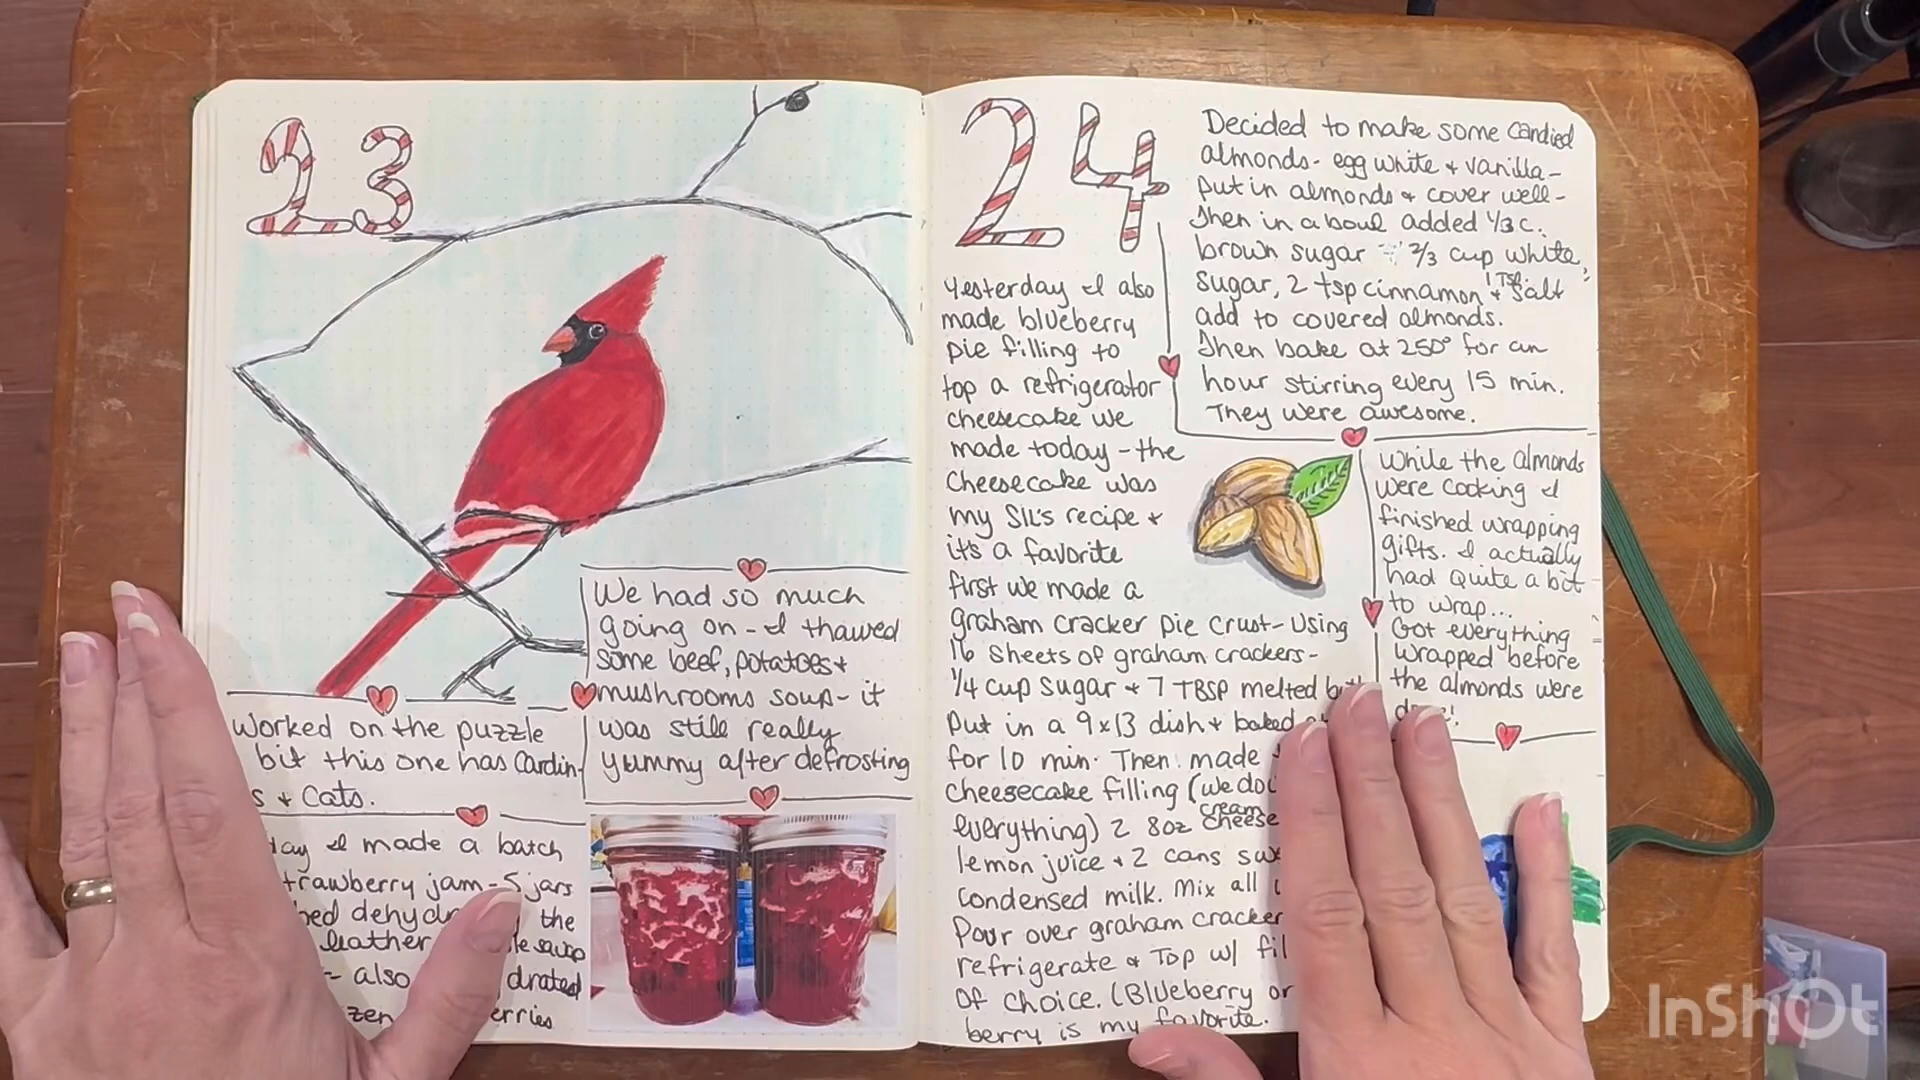 23
We had so much
going on - I thawed
some beef, potatoes +
mushrooms soup - it
was still really
yummy after defrosting
Worked on the puzzle
bit this one has Cardin
s + Cats.
I made a batch
trawberry jam - 5 jars
the
leather
also drated
zen erries
24
Yesterday I also
made blueberry
pie filling to
top a refrigerator
cheesecake we
made today - the
Cheesecake was
my SIL's recipe +
it's a favorite
first we made a
graham cracker pie crust - Using
16 sheets of graham crackers -
1/4 cup sugar + 7 TBSP melted
put in a 9x13 dish + baked
for 10 min. Then made
cheesecake filling (we
everything) 2 8oz cream cheese
lemon juice + 2 cans
condensed milk. Mix all
Pour over graham cracker
refrigerate + Top w/
of choice. (Blueberry or
berry is my favorite.
Decided to make some candied
almonds - egg white + vanilla -
put in almonds + cover well -
Then in a bowl added 1/3 c.
brown sugar 2/3 cup white
sugar, 2 tsp cinnamon + 1 Tsp. salt
add to covered almonds.
Then bake at 250° for an
hour stirring every 15 min.
They were awesome.
While the almonds
were cooking I
finished wrapping
gifts. I actually
had quite a bit
to wrap...
Got everything
wrapped before
the almonds were
InShOt